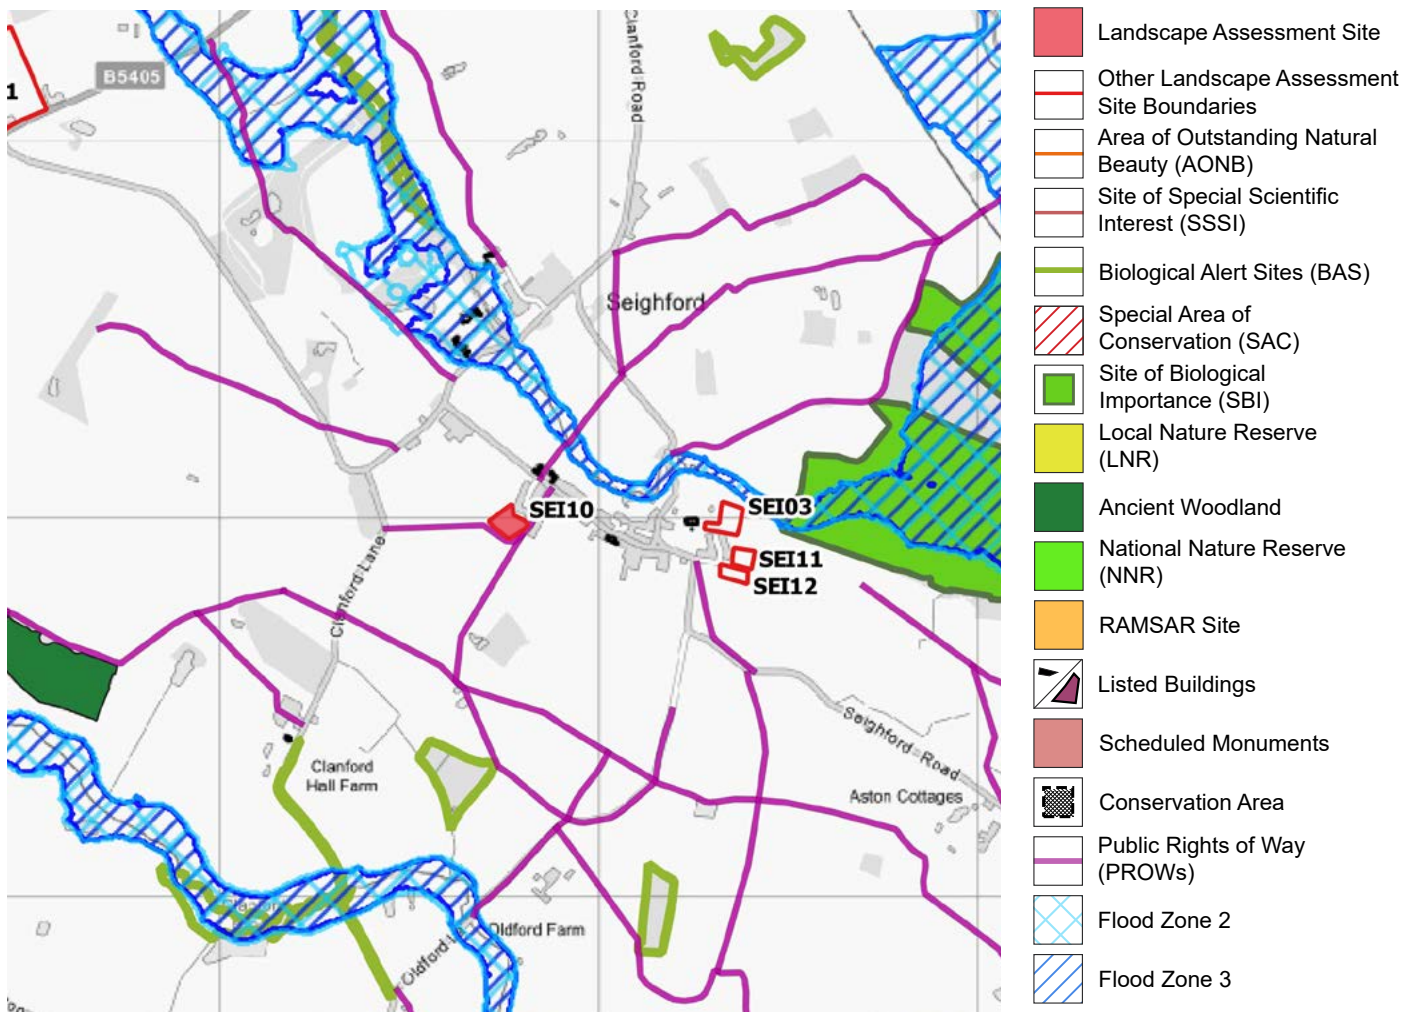 B5405
1
Clanford Road
Seighford
SEI10
SEI03
SEI11
SEI12
Clanford Lane
Clanford
Hall Farm
Seighford Road
Aston Cottages
Oldford Farm
Landscape Assessment Site
Other Landscape Assessment
Site Boundaries
Area of Outstanding Natural
Beauty (AONB)
Site of Special Scientific
Interest (SSSI)
Biological Alert Sites (BAS)
Special Area of
Conservation (SAC)
Site of Biological
Importance (SBI)
Local Nature Reserve
(LNR)
Ancient Woodland
National Nature Reserve
(NNR)
RAMSAR Site
Listed Buildings
Scheduled Monuments
Conservation Area
Public Rights of Way
(PROWs)
Flood Zone 2
Flood Zone 3